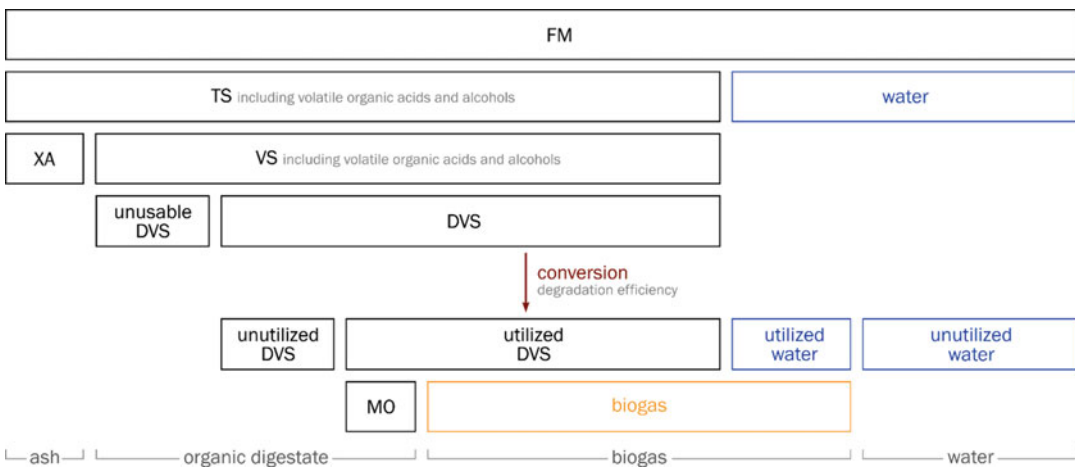 FM
TS including volatile organic acids and alcohols
water
XA
VS including volatile organic acids and alcohols
unusable
DVS
DVS
conversion
degradation efficiency
unutilized
DVS
utilized
DVS
utilized
water
unutilized
water
MO
biogas
ash
organic digestate
biogas
water